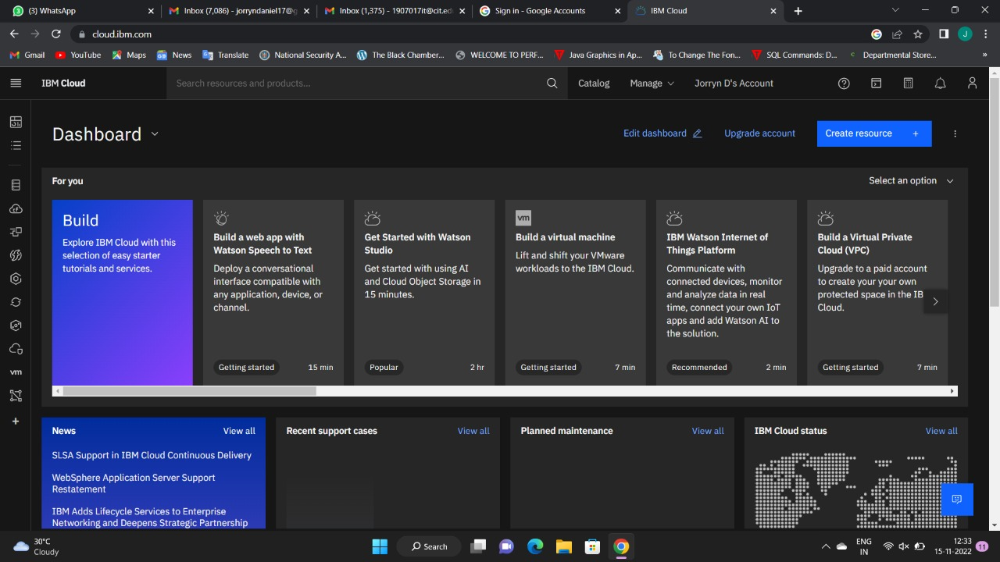 (3) WhatsApp
Inbox (7,086) - jorryndaniel17@g
Inbox (1,375) - 1907017it@cit.ed
Sign in - Google Accounts
IBM Cloud
cloud.ibm.com
J
Gmail
YouTube
Maps
News
Translate
National Security A...
The Black Chamber...
WELCOME TO PERF...
Java Graphics in Ap...
To Change The Fon...
SQL Commands: D...
Departmental Store...
»
IBM Cloud
Search resources and products...
Catalog
Manage
Jorryn D's Account
Dashboard
Edit dashboard
Upgrade account
Create resource +
For you
Select an option
Build
Explore IBM Cloud with this
selection of easy starter
tutorials and services.
Build a web app with
Watson Speech to Text
Deploy a conversational
interface compatible with
any application, device, or
channel.
Getting started 15 min
Get Started with Watson
Studio
Get started with using AI
and Cloud Object Storage in
15 minutes.
Popular 2 hr
vm
Build a virtual machine
Lift and shift your VMware
workloads to the IBM Cloud.
Getting started 7 min
IBM Watson Internet of
Things Platform
Communicate with
connected devices, monitor
and analyze data in real
time, connect your own IoT
apps and add Watson AI to
the solution.
Recommended 2 min
Build a Virtual Private
Cloud (VPC)
Upgrade to a paid account
to create your your own
protected space in the IB
Cloud.
Getting started 7 min
vm
News View all
SLSA Support in IBM Cloud Continuous Delivery
WebSphere Application Server Support
Restatement
IBM Adds Lifecycle Services to Enterprise
Networking and Deepens Strategic Partnership
Recent support cases View all
Planned maintenance View all
IBM Cloud status View all
30°C
Cloudy
Search
ENG
IN
12:33
15-11-2022
11